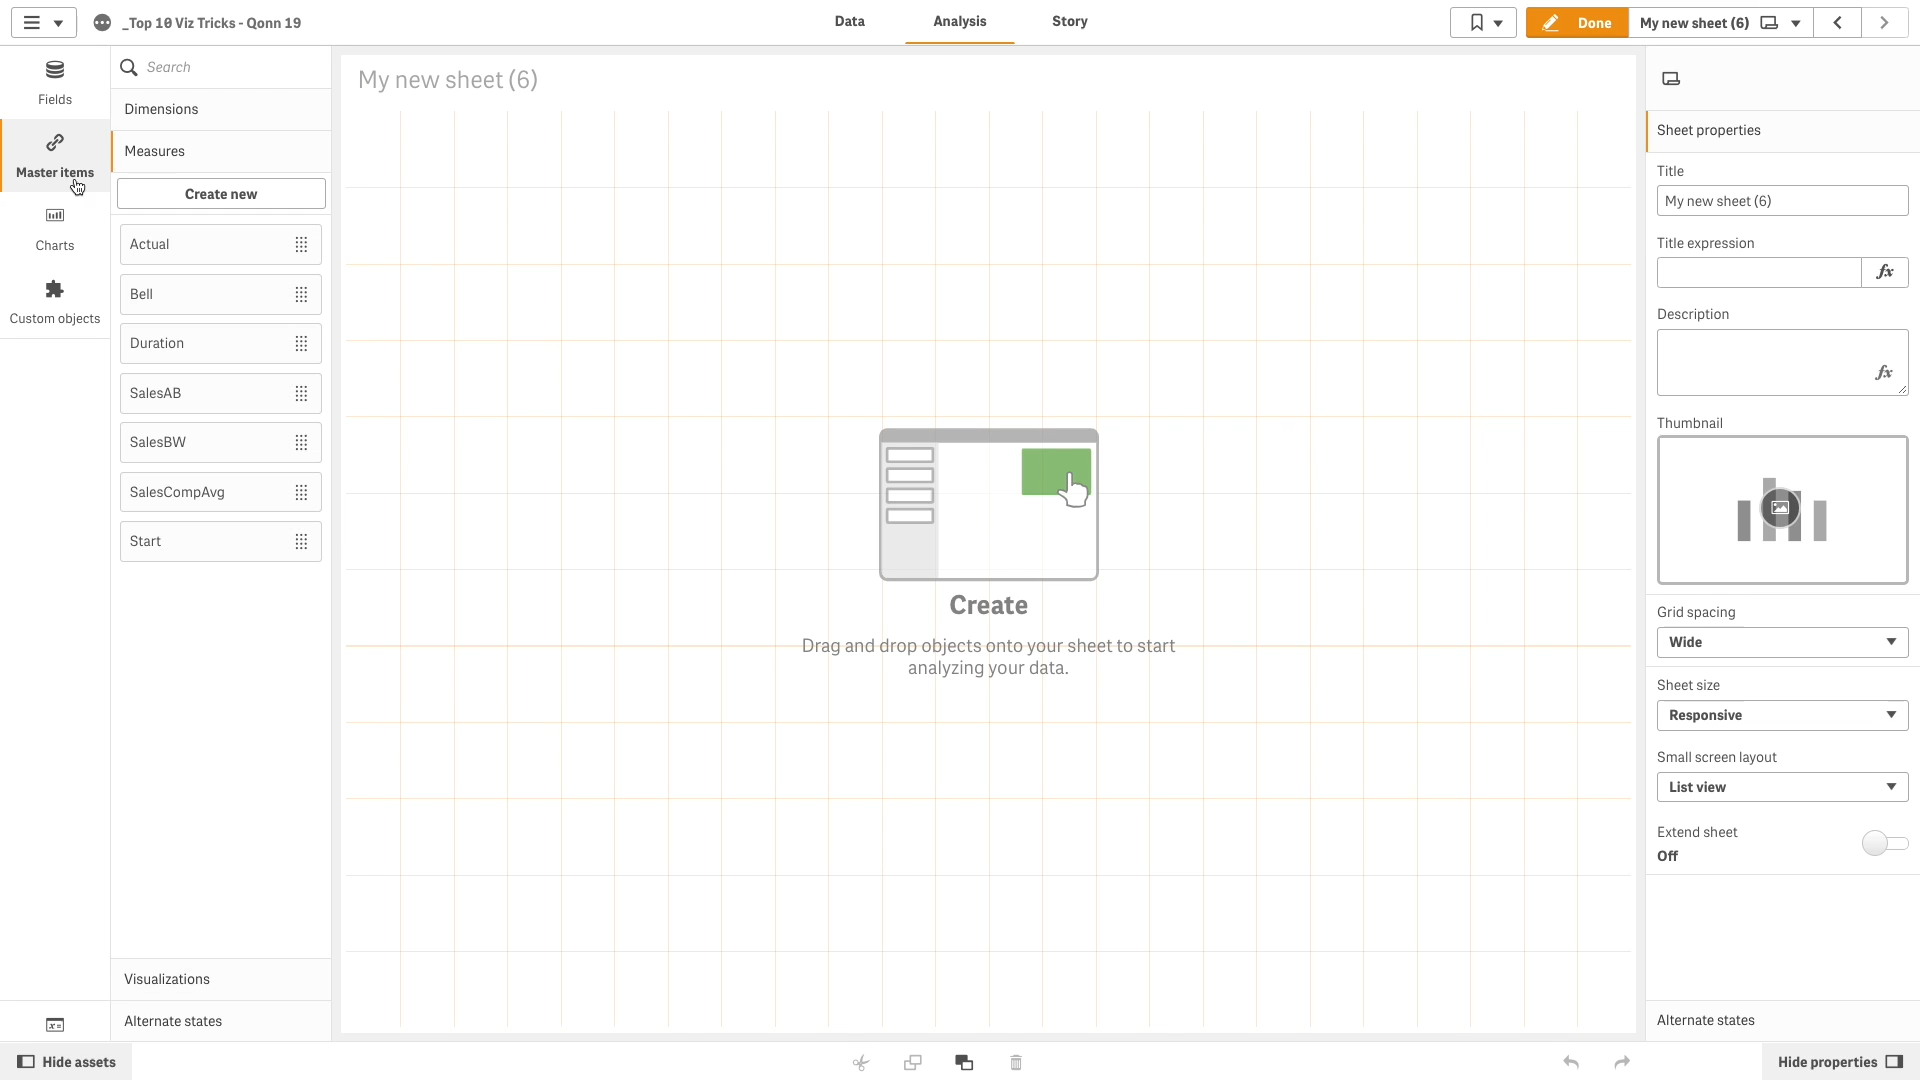 _Top 10 Viz Tricks - Qonn 19
Data
Analysis
Story
Done
My new sheet (6)
Fields
Master items
Charts
Custom objects
Search
Dimensions
Measures
Create new
Actual
Bell
Duration
SalesAB
SalesBW
SalesCompAvg
Start
Visualizations
Alternate states
My new sheet (6)
Create
Drag and drop objects onto your sheet to start
analyzing your data.
Sheet properties
Title
My new sheet (6)
Title expression
fx
Description
fx
Thumbnail
Grid spacing
Wide
Sheet size
Responsive
Small screen layout
List view
Extend sheet
Off
Alternate states
x=
Hide assets
Hide properties